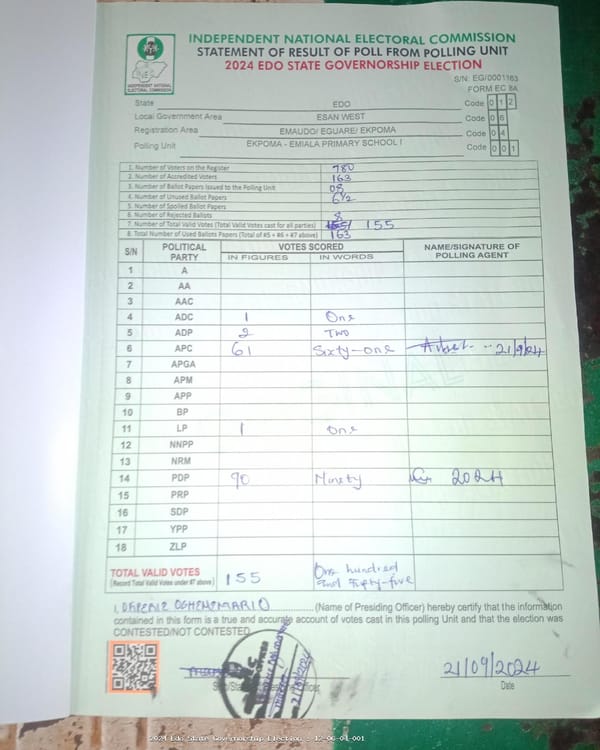 INDEPENDENT NATIONAL ELECTORAL COMMISSION
STATEMENT OF RESULT OF POLL FROM POLLING UNIT
2024 EDO STATE GOVERNORSHIP ELECTION
INDEPENDENT NATIONAL ELECTORAL COMMISSION
S/N: EG/0001163
FORM EC 8A
State EDO Code 0 1 2
Local Government Area ESAN WEST Code 0 6
Registration Area EMAUDO/ EGUARE/ EKPOMA Code 0 4
Polling Unit EKPOMA - EMIALA PRIMARY SCHOOL I Code 0 0 1
1. Number of Voters on the Register 780
2. Number of Accredited Voters 163
3. Number of Ballot Papers Issued to the Polling Unit
4. Number of Unused Ballot Papers
5. Number of Spoiled Ballot Papers
6. Number of Rejected Ballots 8
7. Number of Total Valid Votes (Total Valid Votes cast for all parties) 155
8. Total Number of Used Ballots Papers (Total of #5 + #6 + #7 above) 163
S/N POLITICAL PARTY VOTES SCORED NAME/SIGNATURE OF POLLING AGENT
IN FIGURES IN WORDS
1 A
2 AA
3 AAC
4 ADC 1 One
5 ADP 2 Two
6 APC 61 Sixty-one 21/9/24
7 APGA
8 APM
9 APP
10 BP
11 LP 1 One
12 NNPP
13 NRM
14 PDP 90 Ninety 2024
15 PRP
16 SDP
17 YPP
18 ZLP
TOTAL VALID VOTES 155 One hundred
(Record Total Valid Votes under #7 above) and fifty-five
I, OGHENEMARIO (Name of Presiding Officer) hereby certify that the information
contained in this form is a true and accurate account of votes cast in this polling Unit and that the election was
CONTESTED/NOT CONTESTED
21/09/2024
Date
2024 Edo State Governorship Election - 12-06-04-001